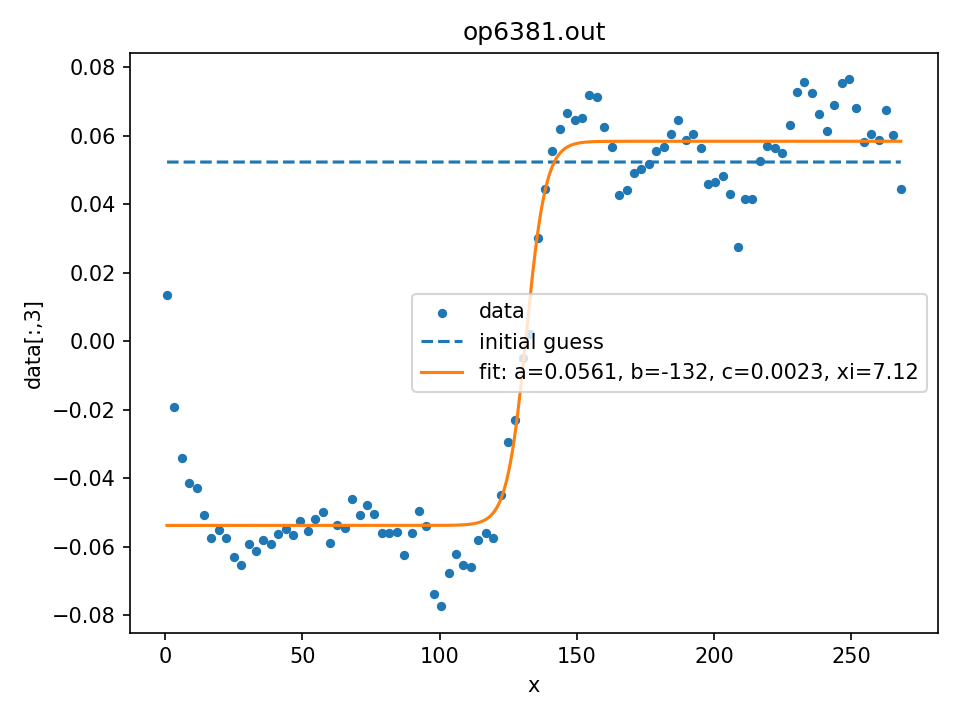 op6381.out
0.08
0.06
0.04
0.02
0.00
−0.02
−0.04
−0.06
−0.08
data[:,3]
data
initial guess
fit: a=0.0561, b=-132, c=0.0023, xi=7.12
0 50 100 150 200 250
x